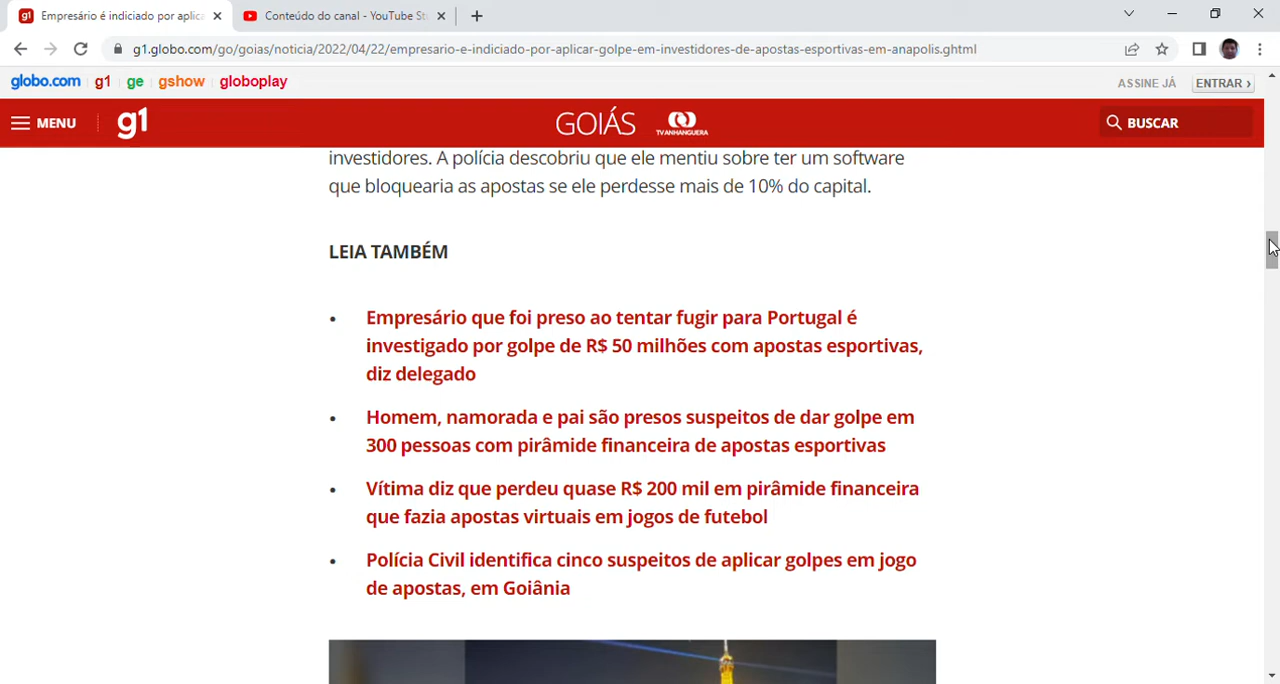 Empresário é indiciado por aplica
Conteúdo do canal - YouTube St
g1.globo.com/go/goias/noticia/2022/04/22/empresario-e-indiciado-por-aplicar-golpe-em-investidores-de-apostas-esportivas-em-anapolis.ghtml
globo.com g1 ge gshow globoplay ASSINE JÁ ENTRAR ›
MENU g1 GOIÁS TV ANHANGUERA BUSCAR
investidores. A polícia descobriu que ele mentiu sobre ter um software
que bloquearia as apostas se ele perdesse mais de 10% do capital.
LEIA TAMBÉM
• Empresário que foi preso ao tentar fugir para Portugal é
investigado por golpe de R$ 50 milhões com apostas esportivas,
diz delegado
• Homem, namorada e pai são presos suspeitos de dar golpe em
300 pessoas com pirâmide financeira de apostas esportivas
• Vítima diz que perdeu quase R$ 200 mil em pirâmide financeira
que fazia apostas virtuais em jogos de futebol
• Polícia Civil identifica cinco suspeitos de aplicar golpes em jogo
de apostas, em Goiânia